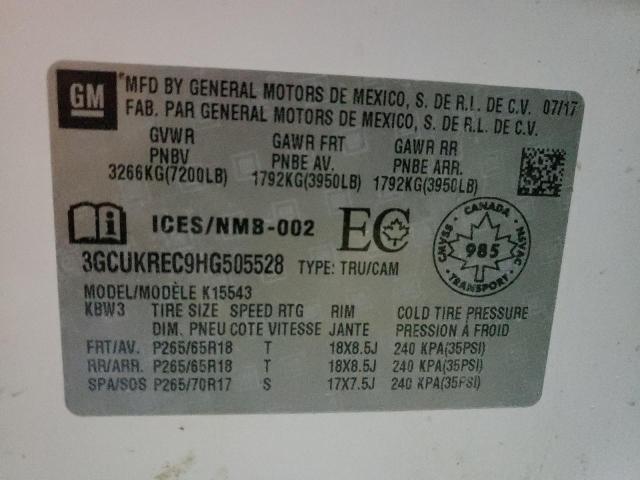 GM
MFD BY GENERAL MOTORS DE MEXICO, S. DE R.L. DE C.V. 07/17
FAB. PAR GENERAL MOTORS DE MEXICO, S. DE R.L. DE C.V.
GVWR GAWR FRT GAWR RR
PNBV PNBE AV. PNBE ARR.
3266KG(7200LB) 1792KG(3950LB) 1792KG(3950LB)
i ICES/NMB-002 EC
CANADA
CMVSS 985 NSVAC
TRANSPORT
3GCUKREC9HG505528 TYPE: TRU/CAM
MODEL/MODÈLE K15543
KBW3 TIRE SIZE SPEED RTG RIM COLD TIRE PRESSURE
DIM. PNEU COTE VITESSE JANTE PRESSION À FROID
FRT/AV. P265/65R18 T 18X8.5J 240 KPA(35PSI)
RR/ARR. P265/65R18 T 18X8.5J 240 KPA(35PSI)
SPA/SOS P265/70R17 S 17X7.5J 240 KPA(35PSI)